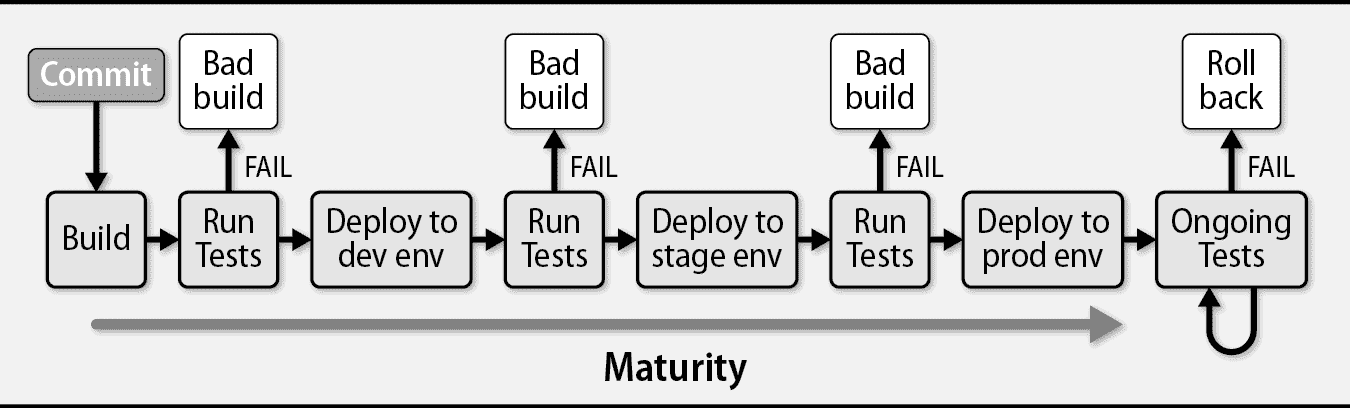 Commit
Bad
build
FAIL
Bad
build
FAIL
Bad
build
FAIL
Roll
back
FAIL
Build
Run
Tests
Deploy to
dev env
Run
Tests
Deploy to
stage env
Run
Tests
Deploy to
prod env
Ongoing
Tests
Maturity